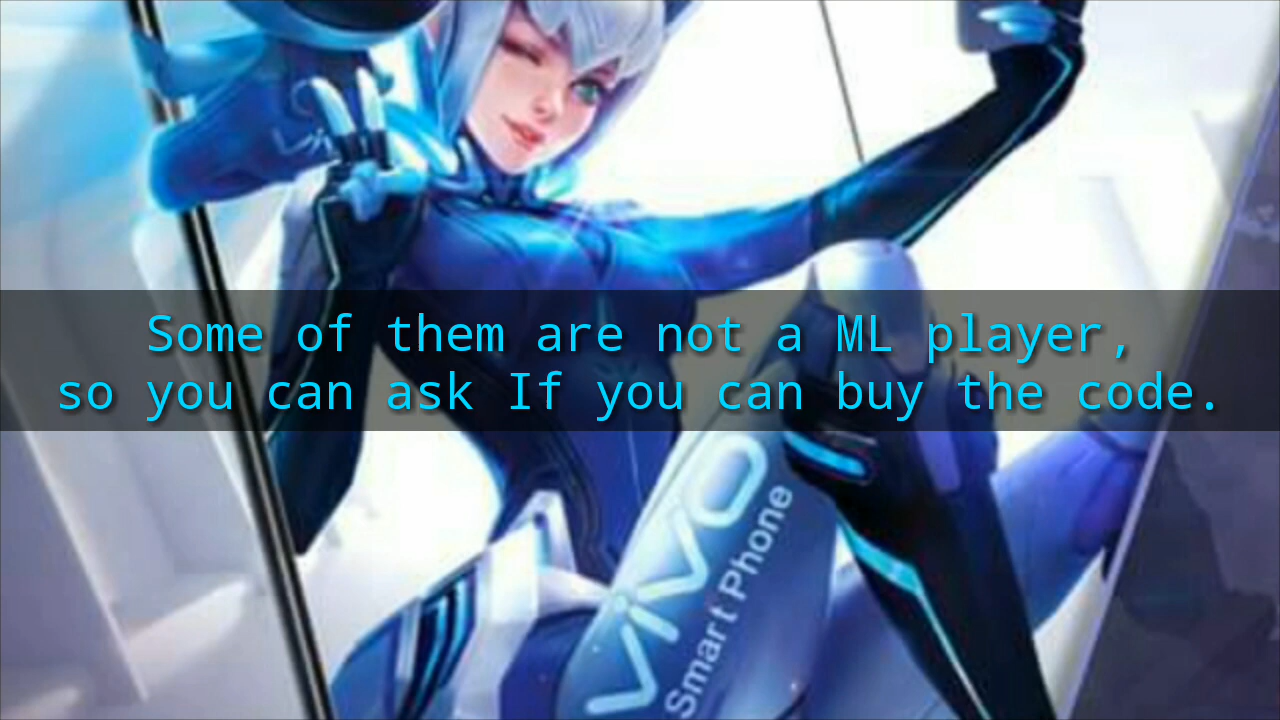 Some of them are not a ML player,
so you can ask If you can buy the code.
vivo
Smart Phone